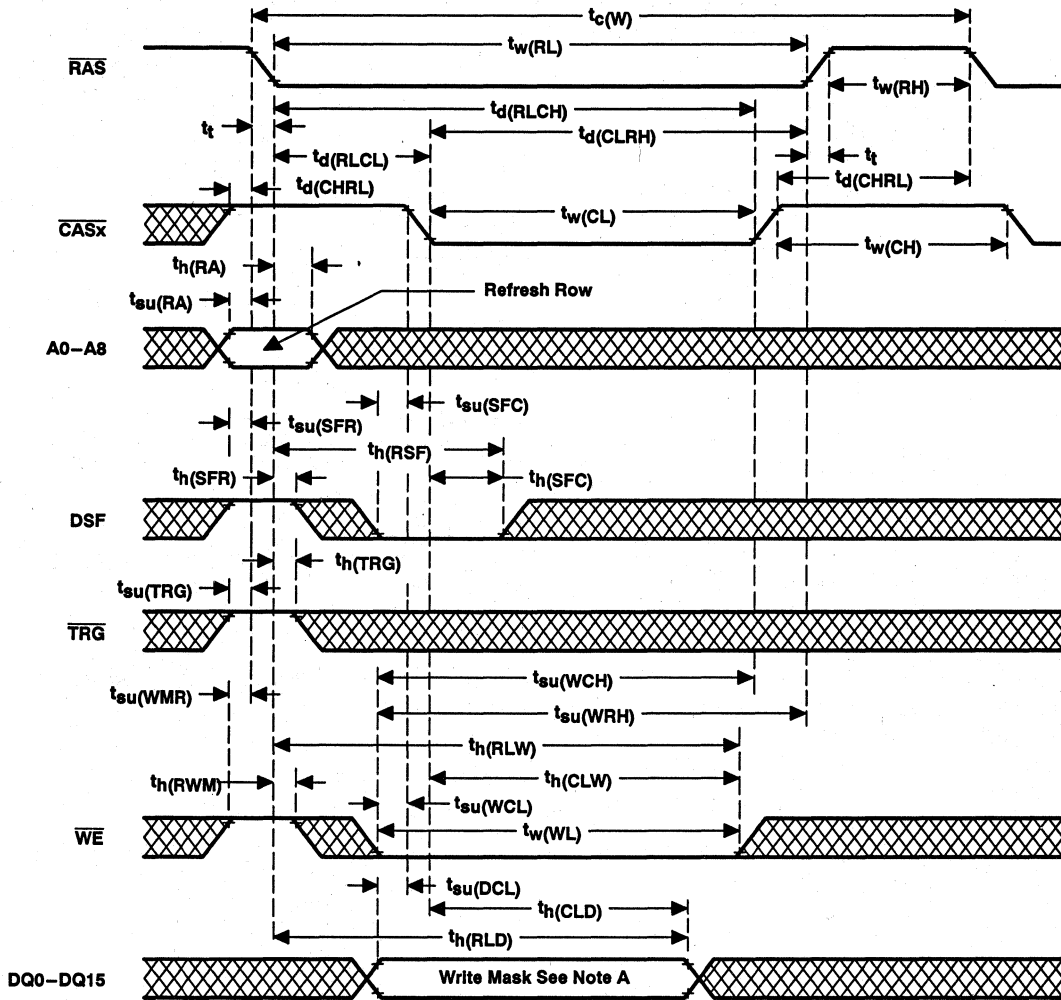 tc(W)
tw(RL)
RAS
tw(RH)
td(RLCH)
tt
td(CLRH)
td(RLCL)
tt
td(CHRL)
td(CHRL)
CASx
tw(CL)
tw(CH)
th(RA)
tsu(RA)
Refresh Row
A0–A8
tsu(SFC)
tsu(SFR)
th(RSF)
th(SFR)
th(SFC)
DSF
th(TRG)
tsu(TRG)
TRG
tsu(WCH)
tsu(WMR)
tsu(WRH)
th(RLW)
th(RWM)
th(CLW)
tsu(WCL)
WE
tw(WL)
tsu(DCL)
th(CLD)
th(RLD)
DQ0–DQ15
Write Mask See Note A